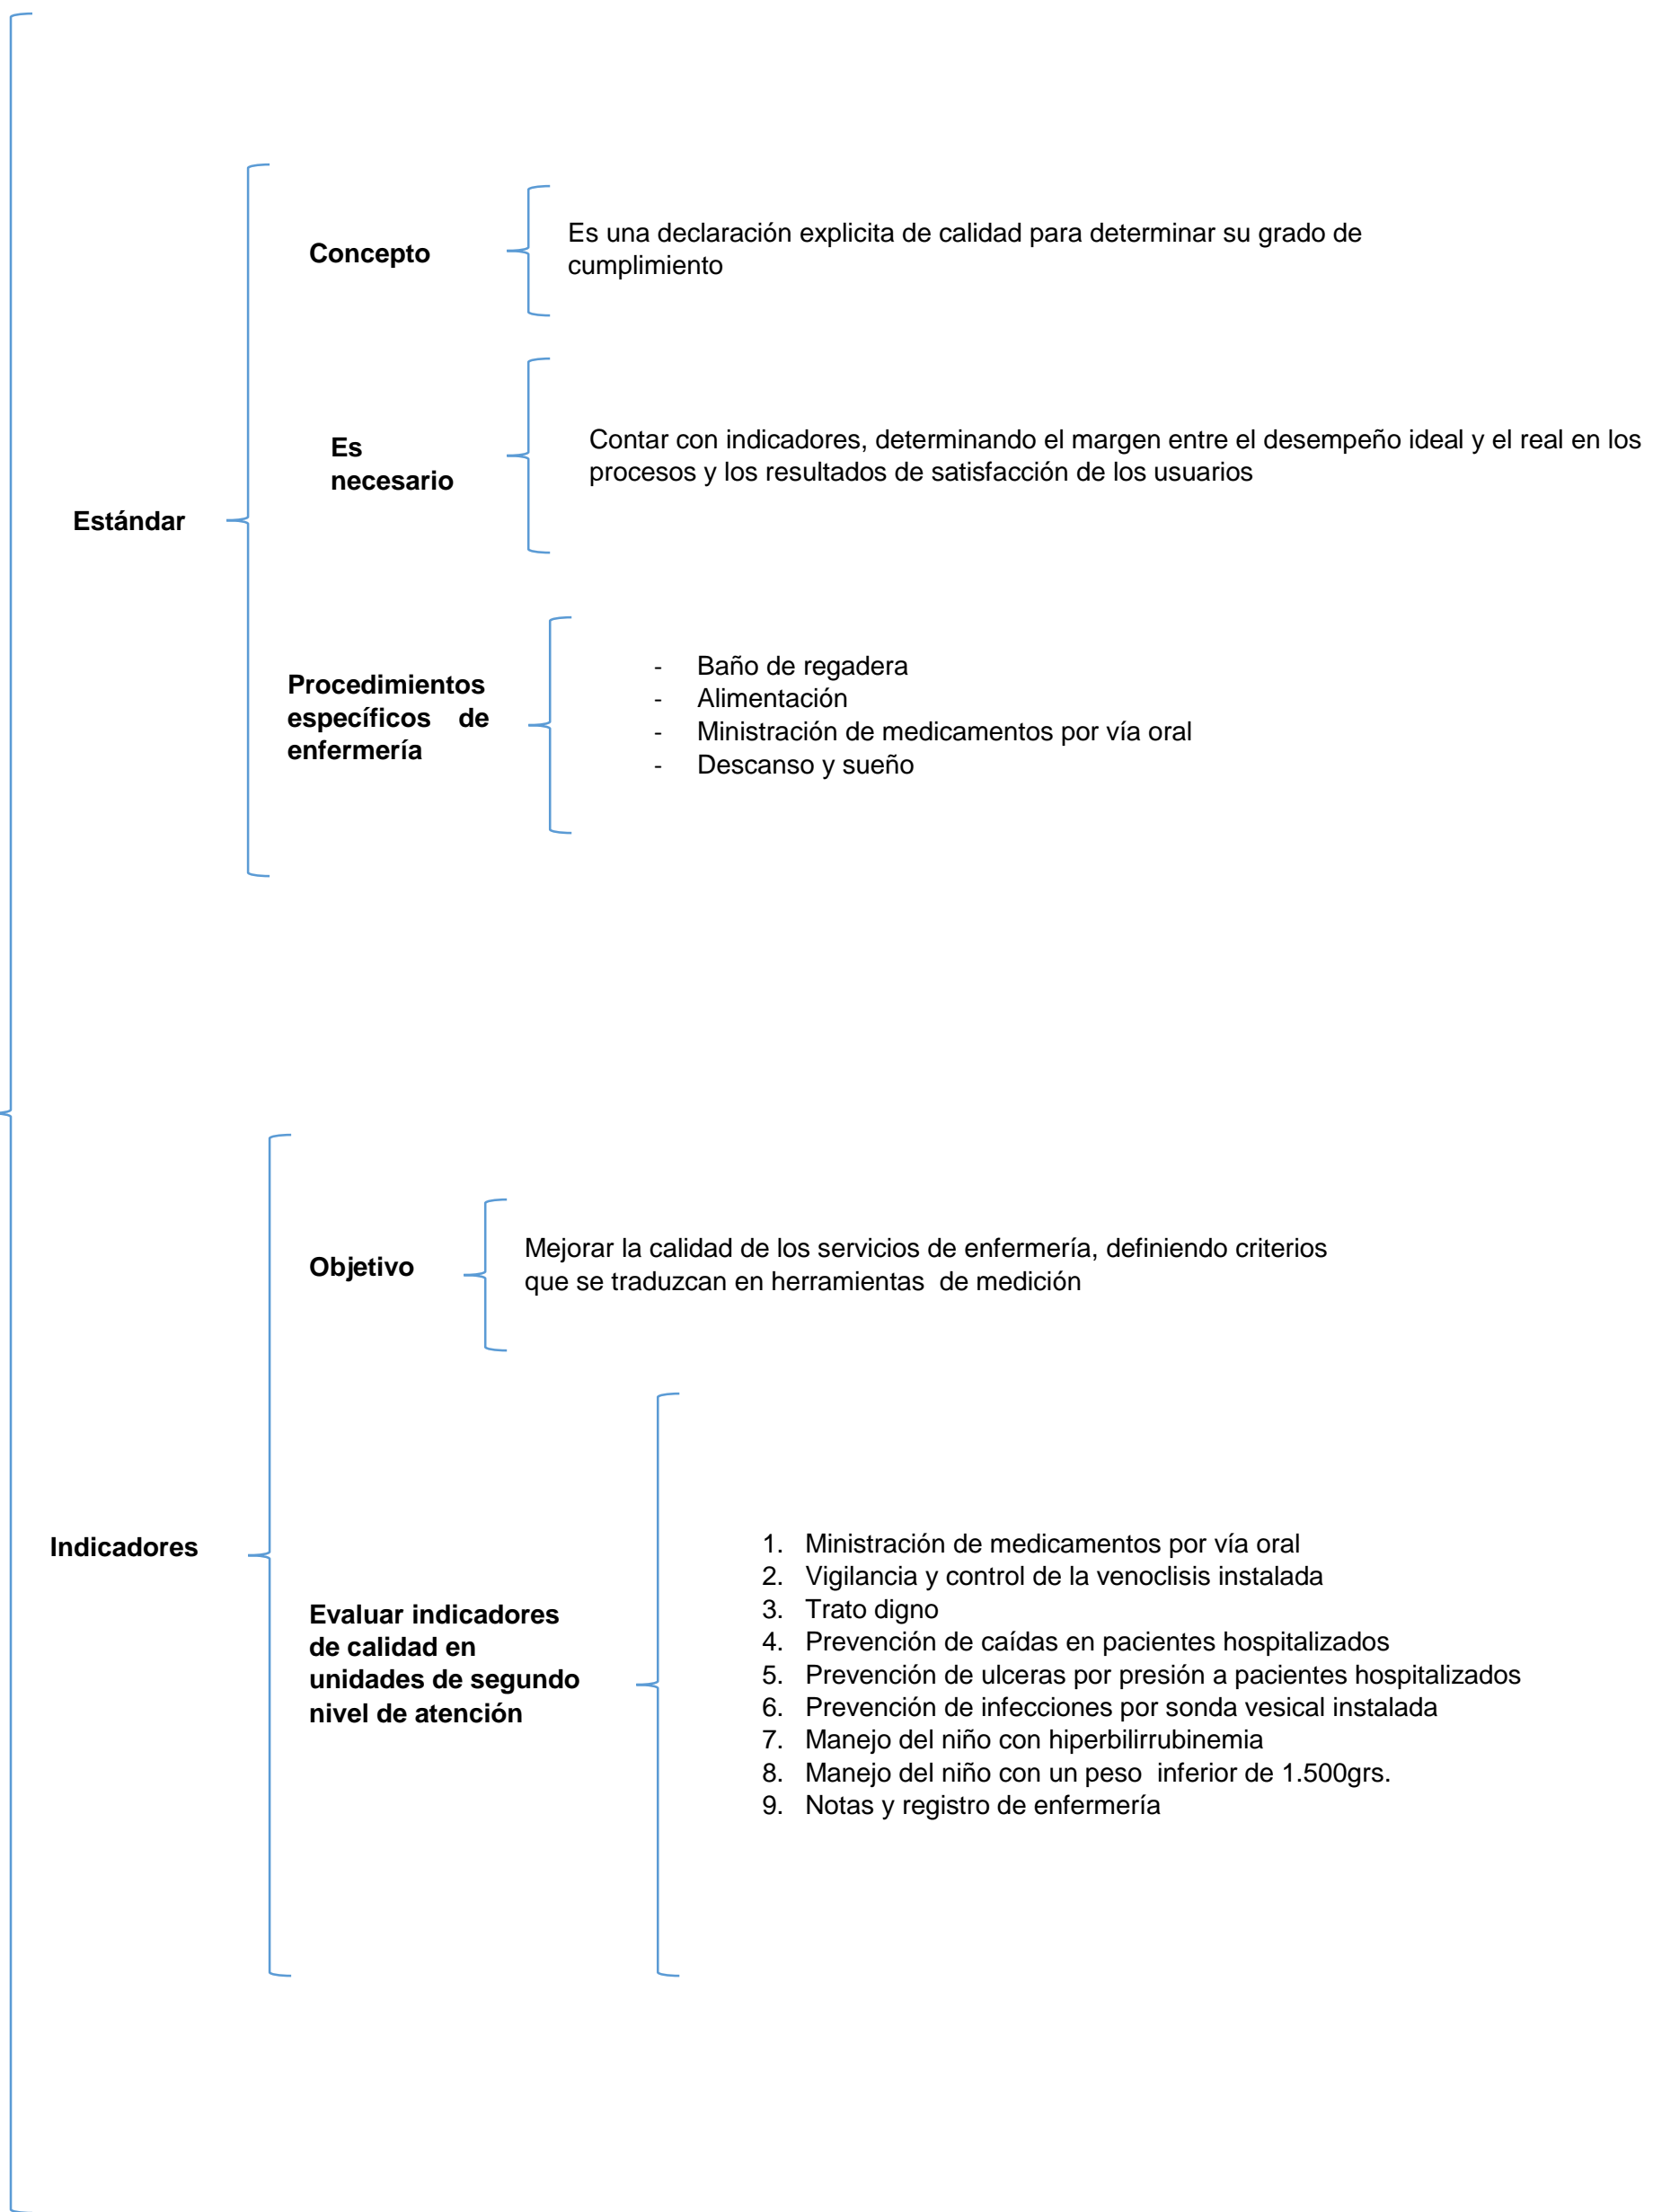 Concepto
Es una declaración explicita de calidad para determinar su grado de
cumplimiento
Es
necesario
Contar con indicadores, determinando el margen entre el desempeño ideal y el real en los
procesos y los resultados de satisfacción de los usuarios
Estándar
Procedimientos
específicos de
enfermería
- Baño de regadera
- Alimentación
- Ministración de medicamentos por vía oral
- Descanso y sueño
Objetivo
Mejorar la calidad de los servicios de enfermería, definiendo criterios
que se traduzcan en herramientas de medición
Indicadores
Evaluar indicadores
de calidad en
unidades de segundo
nivel de atención
1. Ministración de medicamentos por vía oral
2. Vigilancia y control de la venoclisis instalada
3. Trato digno
4. Prevención de caídas en pacientes hospitalizados
5. Prevención de ulceras por presión a pacientes hospitalizados
6. Prevención de infecciones por sonda vesical instalada
7. Manejo del niño con hiperbilirrubinemia
8. Manejo del niño con un peso inferior de 1.500grs.
9. Notas y registro de enfermería